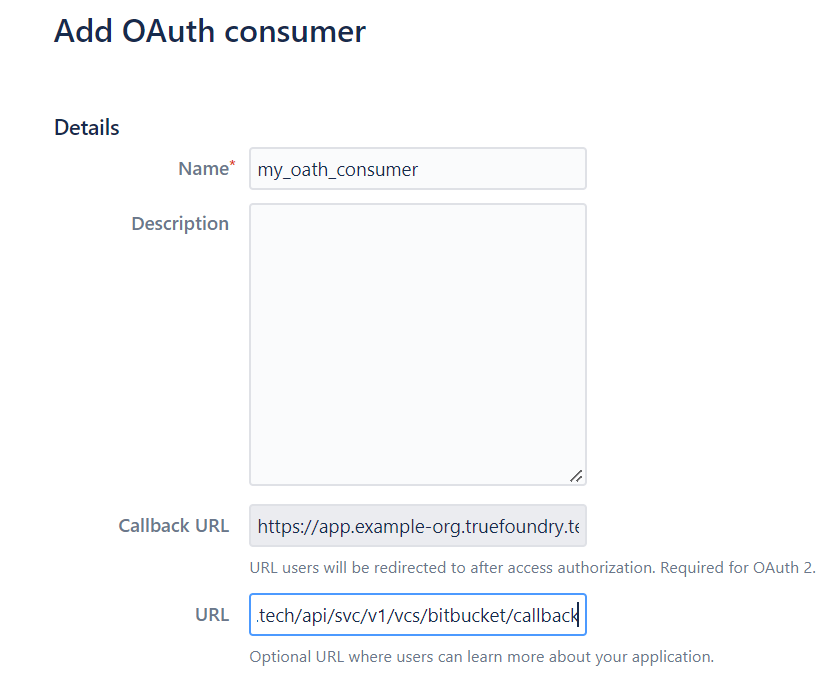 Add OAuth consumer
Details
Name*
my_oath_consumer
Description
Callback URL
https://app.example-org.truefoundry.te
URL users will be redirected to after access authorization. Required for OAuth 2.
URL
.tech/api/svc/v1/vcs/bitbucket/callback
Optional URL where users can learn more about your application.